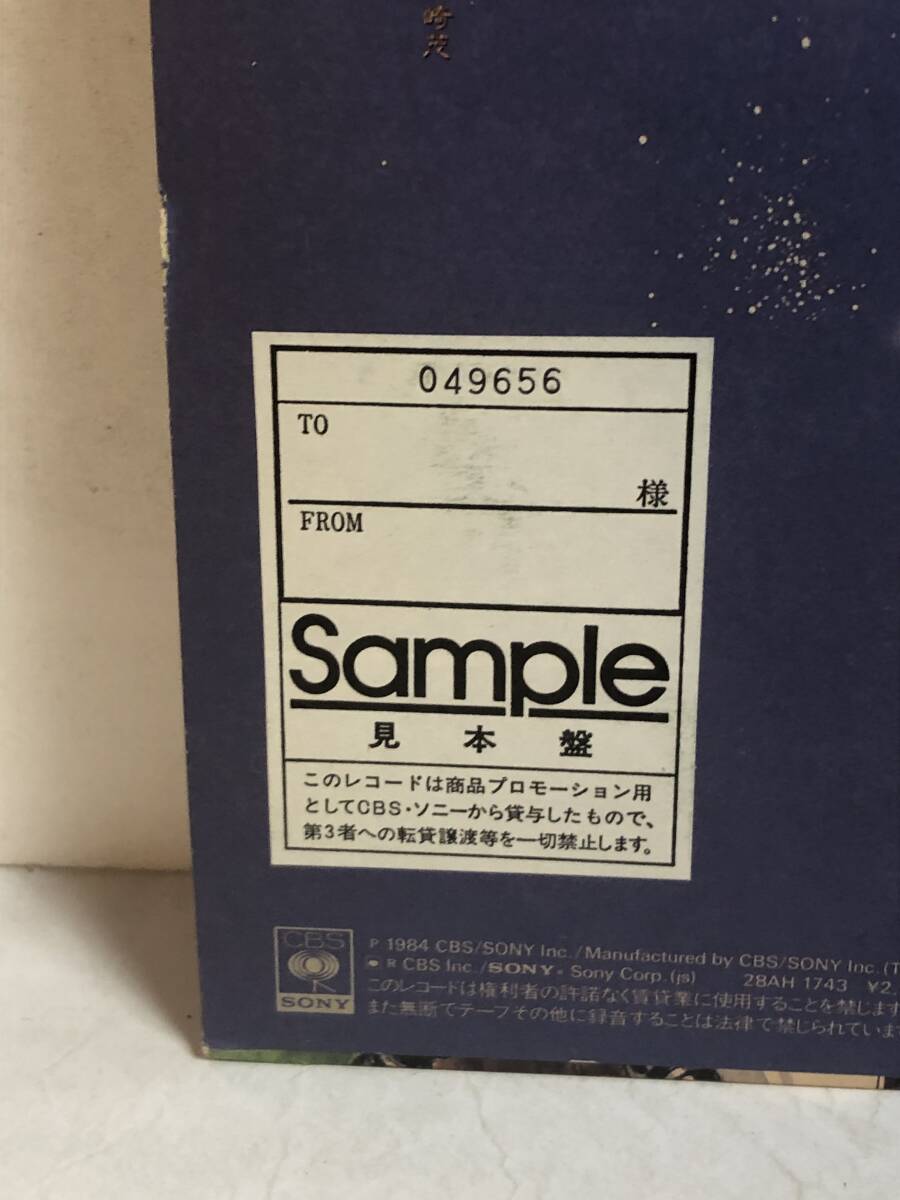 崎茂
049656
TO
様
FROM
Sample
見本盤
このレコードは商品プロモーション用
としてCBS・ソニーから貸与したもので、
第3者への転貸譲渡等を一切禁止します。
CBS
SONY
P 1984 CBS/SONY Inc./Manufactured by CBS/SONY Inc.(T
● R CBS Inc./SONY® Sony Corp.(js) 28AH 1743 ¥2,
このレコードは権利者の許諾なく賃貸業に使用することを禁じます
また無断でテープその他に録音することは法律で禁じられています